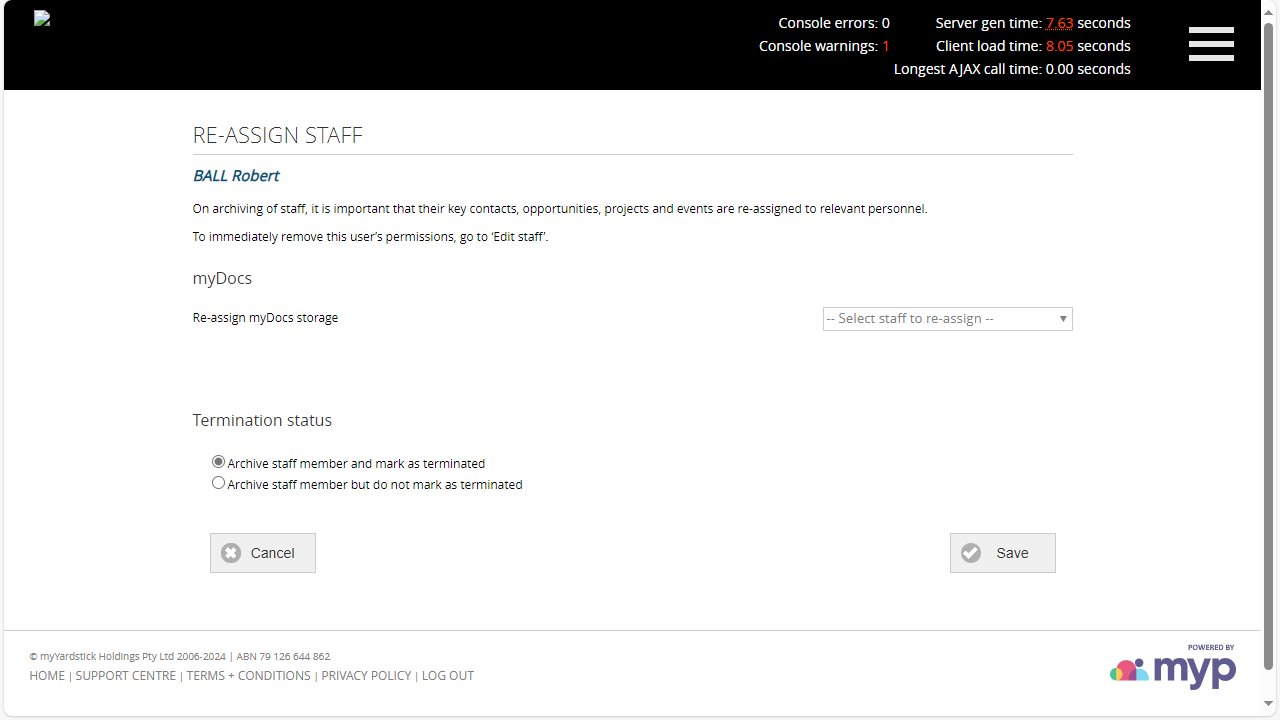 Console errors: 0
Server gen time: 7.63 seconds
Console warnings: 1
Client load time: 8.05 seconds
Longest AJAX call time: 0.00 seconds
RE-ASSIGN STAFF
BALL Robert
On archiving of staff, it is important that their key contacts, opportunities, projects and events are re-assigned to relevant personnel.
To immediately remove this user's permissions, go to ‘Edit staff’.
myDocs
Re-assign myDocs storage
-- Select staff to re-assign --
Termination status
Archive staff member and mark as terminated
Archive staff member but do not mark as terminated
Cancel
Save
© myYardstick Holdings Pty Ltd 2006-2024 | ABN 79 126 644 862
HOME | SUPPORT CENTRE | TERMS + CONDITIONS | PRIVACY POLICY | LOG OUT
POWERED BY
myp